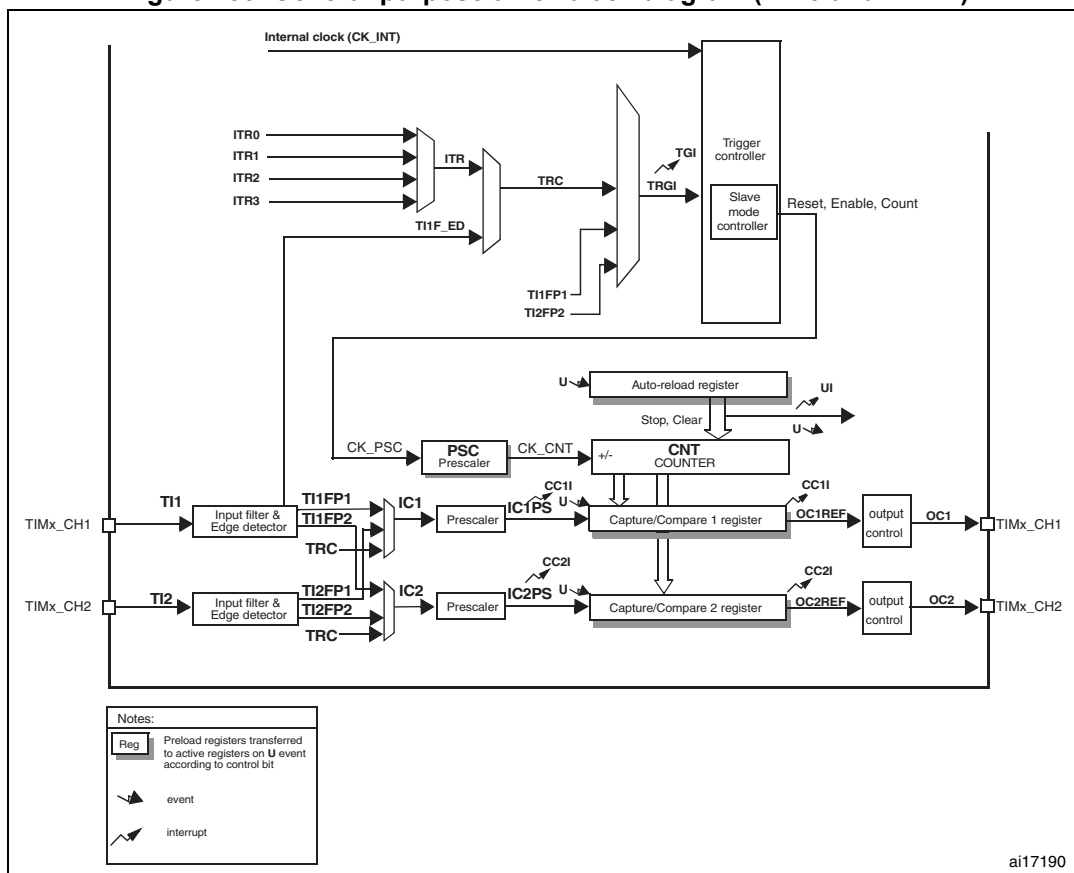 Internal clock (CK_INT)
ITR0
ITR1
ITR2
ITR3
ITR
TI1F_ED
TRC
TI1FP1
TI2FP2
TGI
TRGI
Trigger
controller
Slave
mode
controller
Reset, Enable, Count
U
Auto-reload register
Stop, Clear
UI
U
CK_PSC
PSC
Prescaler
CK_CNT
+/-
CNT
COUNTER
TIMx_CH1
TI1
Input filter &
Edge detector
TI1FP1
TI1FP2
TRC
IC1
Prescaler
CC1I
IC1PS
U
Capture/Compare 1 register
CC1I
OC1REF
output
control
OC1
TIMx_CH1
TIMx_CH2
TI2
Input filter &
Edge detector
TI2FP1
TI2FP2
TRC
IC2
Prescaler
CC2I
IC2PS
U
Capture/Compare 2 register
CC2I
OC2REF
output
control
OC2
TIMx_CH2
Notes:
Reg
Preload registers transferred
to active registers on U event
according to control bit
event
interrupt
ai17190